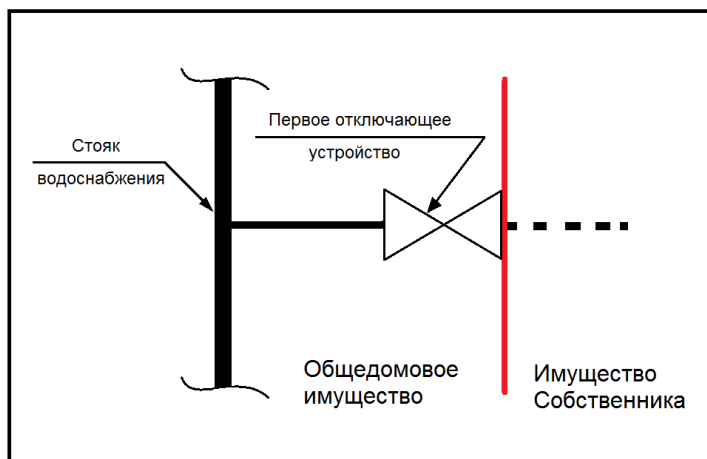 Первое отключающее
устройство
Стояк
водоснабжения
Общедомовое
имущество
Имущество
Собственника